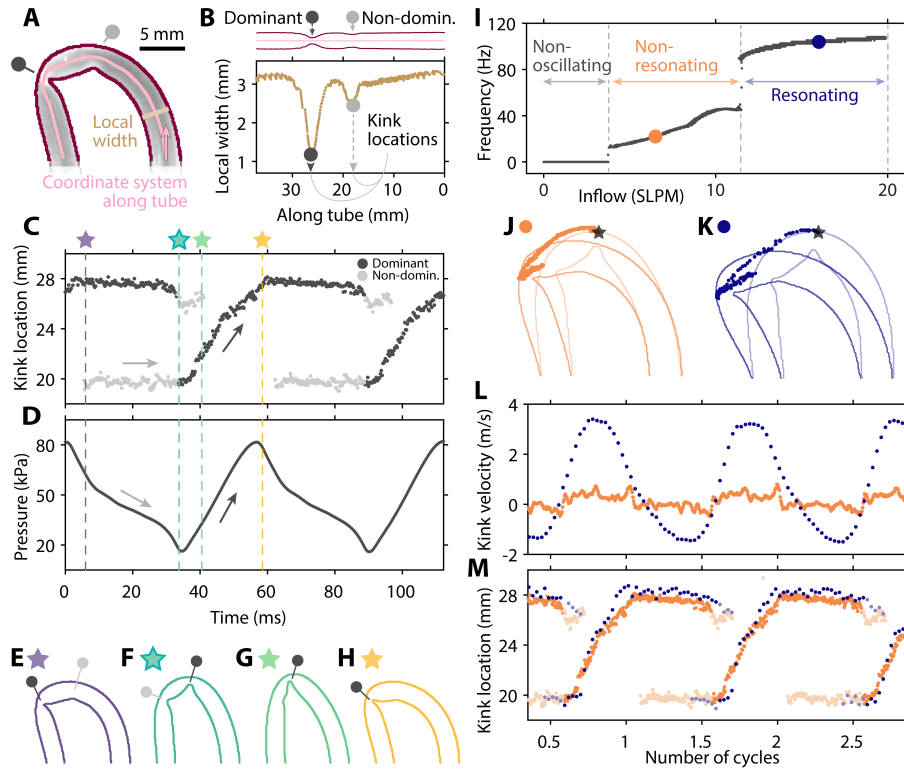 A
5 mm
Local
width
Coordinate system
along tube
B
Dominant
Non-domin.
Local width (mm)
3
2
1
Kink
locations
30
20
10
0
Along tube (mm)
C
Kink location (mm)
28
24
20
Dominant
Non-domin.
D
Pressure (kPa)
80
50
20
0
20
40
60
80
100
Time (ms)
E
F
G
H
I
Frequency (Hz)
120
80
40
0
Non-
oscillating
Non-
resonating
Resonating
0
10
20
Inflow (SLPM)
J
K
L
Kink velocity (m/s)
4
2
0
-2
M
Kink location (mm)
28
24
20
0.5
1
1.5
2
2.5
Number of cycles